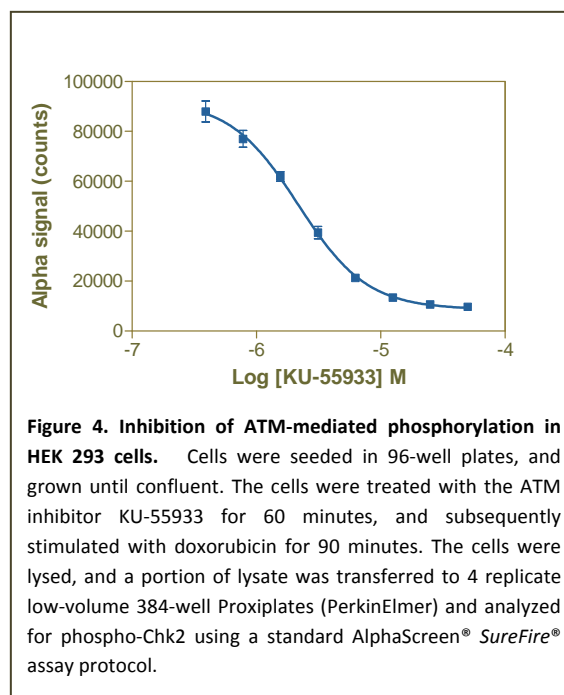 100000
80000
60000
40000
20000
0
Alpha signal (counts)
-7
-6
-5
-4
Log [KU-55933] M
Figure 4. Inhibition of ATM-mediated phosphorylation in
HEK 293 cells. Cells were seeded in 96-well plates, and
grown until confluent. The cells were treated with the ATM
inhibitor KU-55933 for 60 minutes, and subsequently
stimulated with doxorubicin for 90 minutes. The cells were
lysed, and a portion of lysate was transferred to 4 replicate
low-volume 384-well Proxiplates (PerkinElmer) and analyzed
for phospho-Chk2 using a standard AlphaScreen® SureFire®
assay protocol.